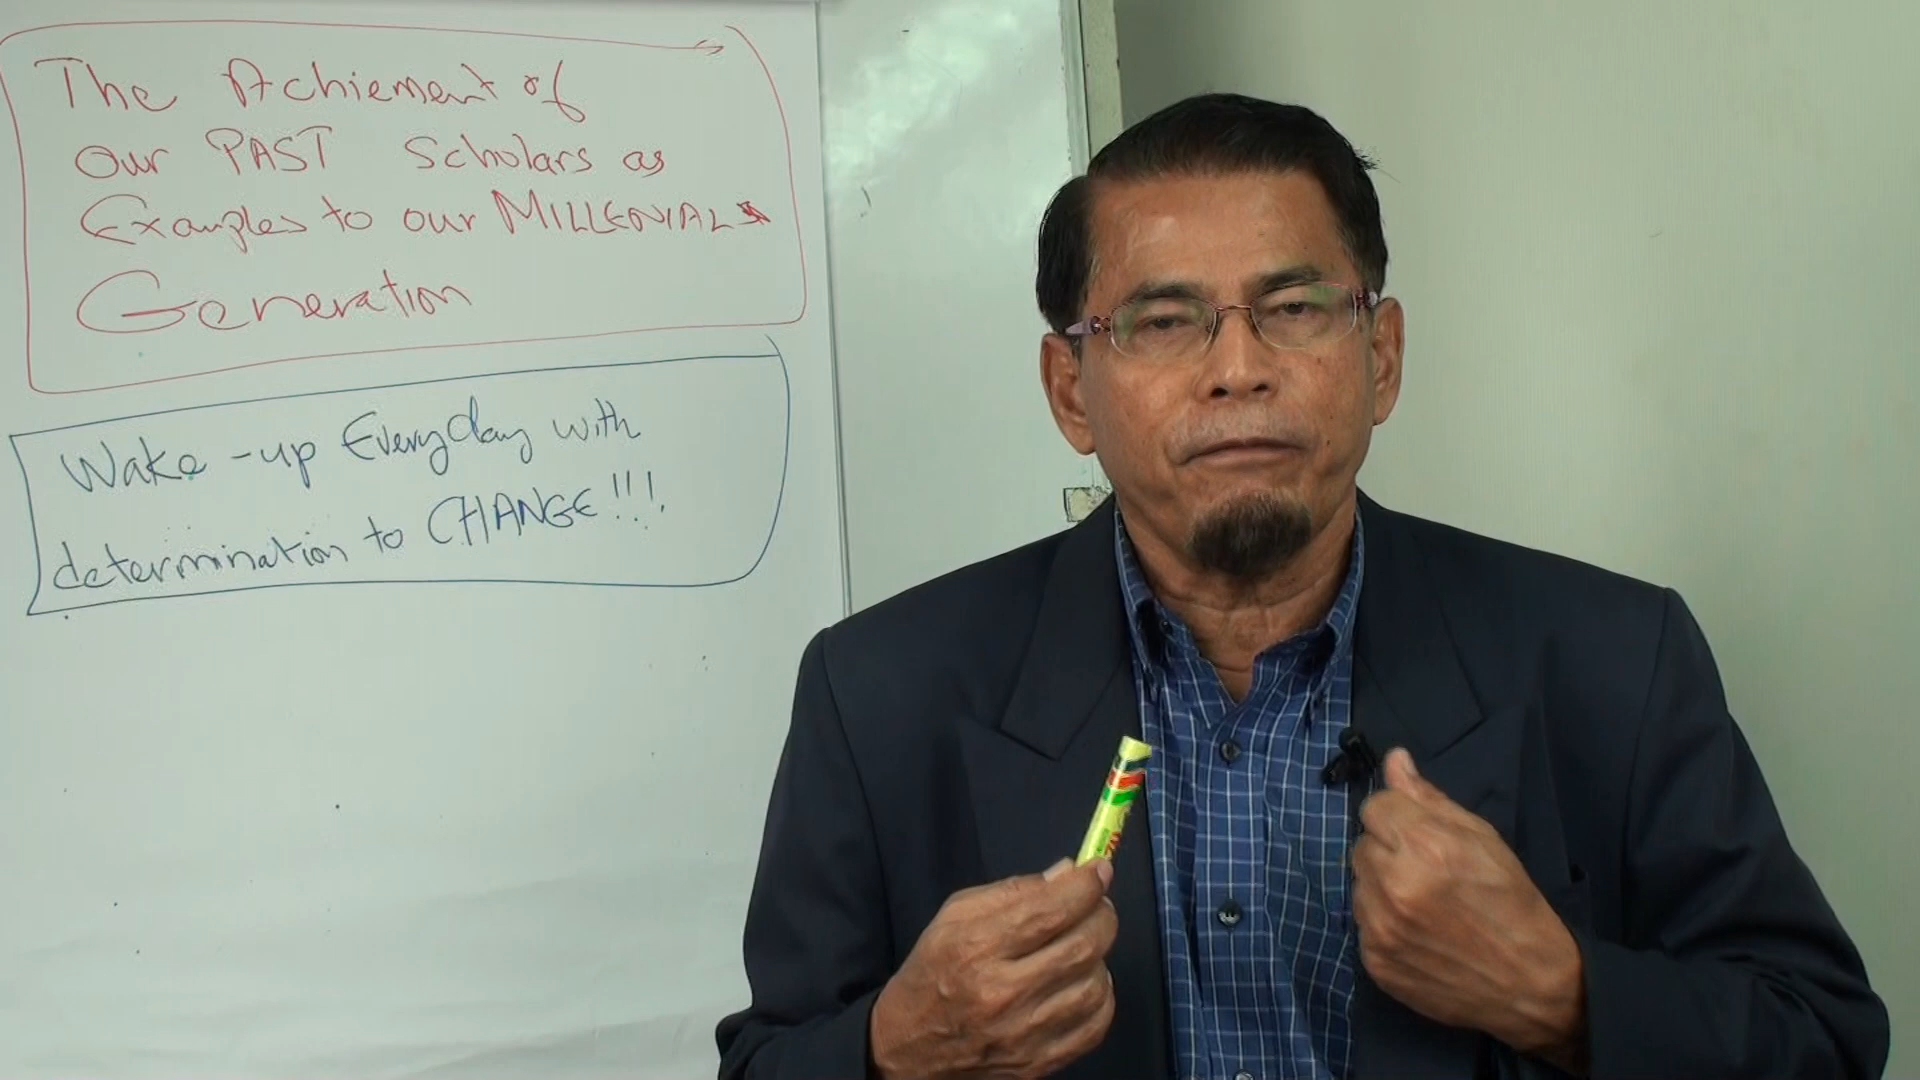 The Achiement of
Our PAST Scholars as
Examples to our MILLENIAL
Generation
Wake-up Everyday with
determination to CHANGE!!!